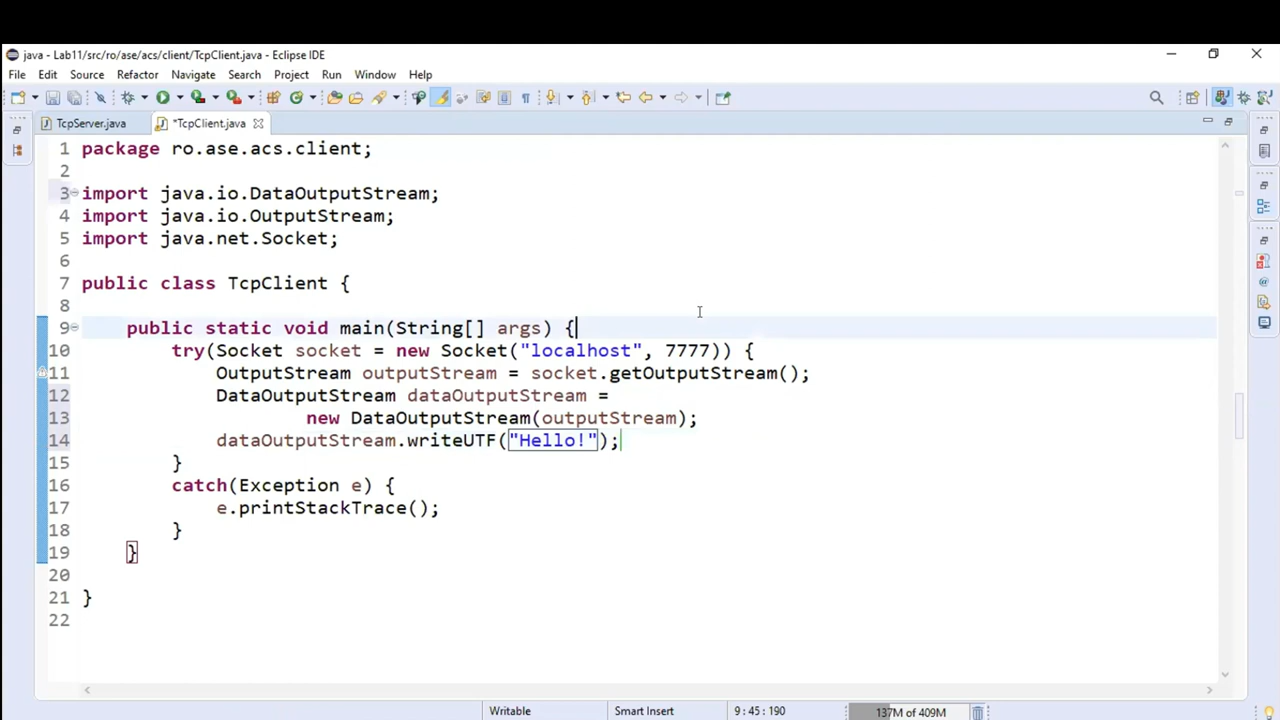 java - Lab11/src/ro/ase/acs/client/TcpClient.java - Eclipse IDE
File Edit Source Refactor Navigate Search Project Run Window Help
TcpServer.java *TcpClient.java
1 package ro.ase.acs.client;
2
3 import java.io.DataOutputStream;
4 import java.io.OutputStream;
5 import java.net.Socket;
6
7 public class TcpClient {
8
9 public static void main(String[] args) {
10 try(Socket socket = new Socket("localhost", 7777)) {
11 OutputStream outputStream = socket.getOutputStream();
12 DataOutputStream dataOutputStream =
13 new DataOutputStream(outputStream);
14 dataOutputStream.writeUTF("Hello!");
15 }
16 catch(Exception e) {
17 e.printStackTrace();
18 }
19 }
20
21 }
22
Writable Smart Insert 9:45:190 137M of 409M